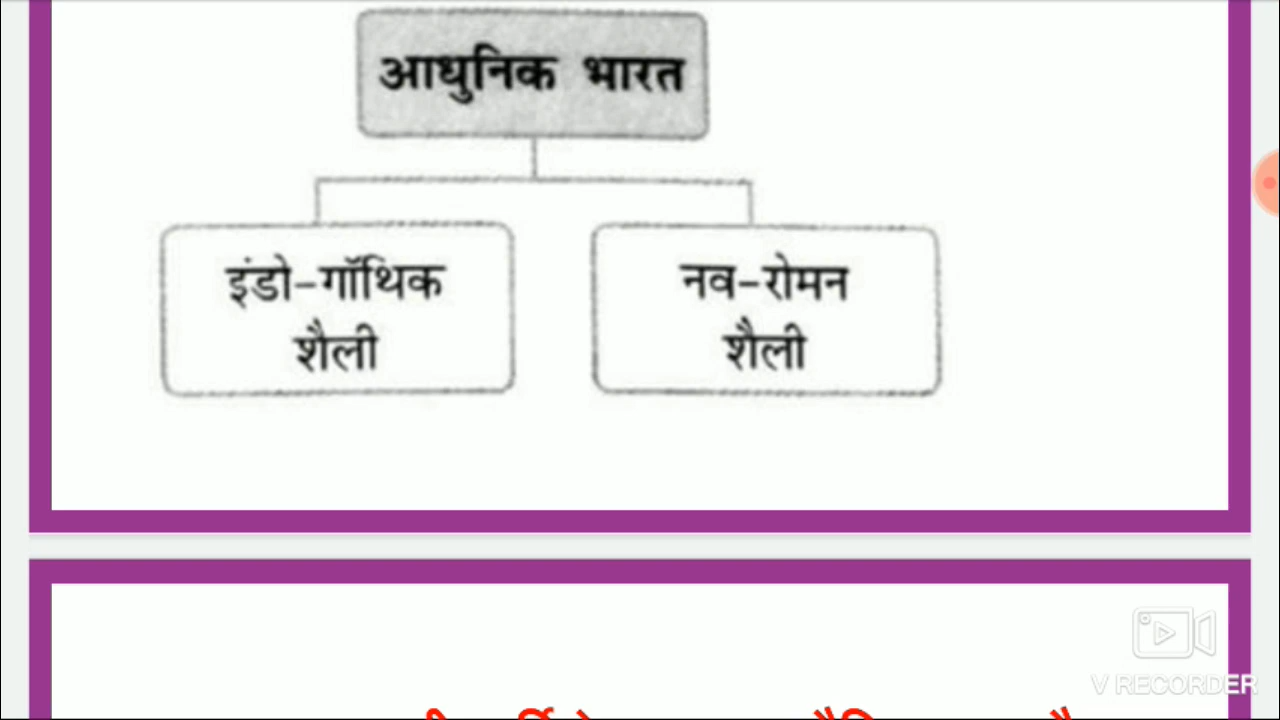 आधुनिक भारत
इंडो-गॉथिक
शैली
नव-रोमन
शैली
V RECORDER